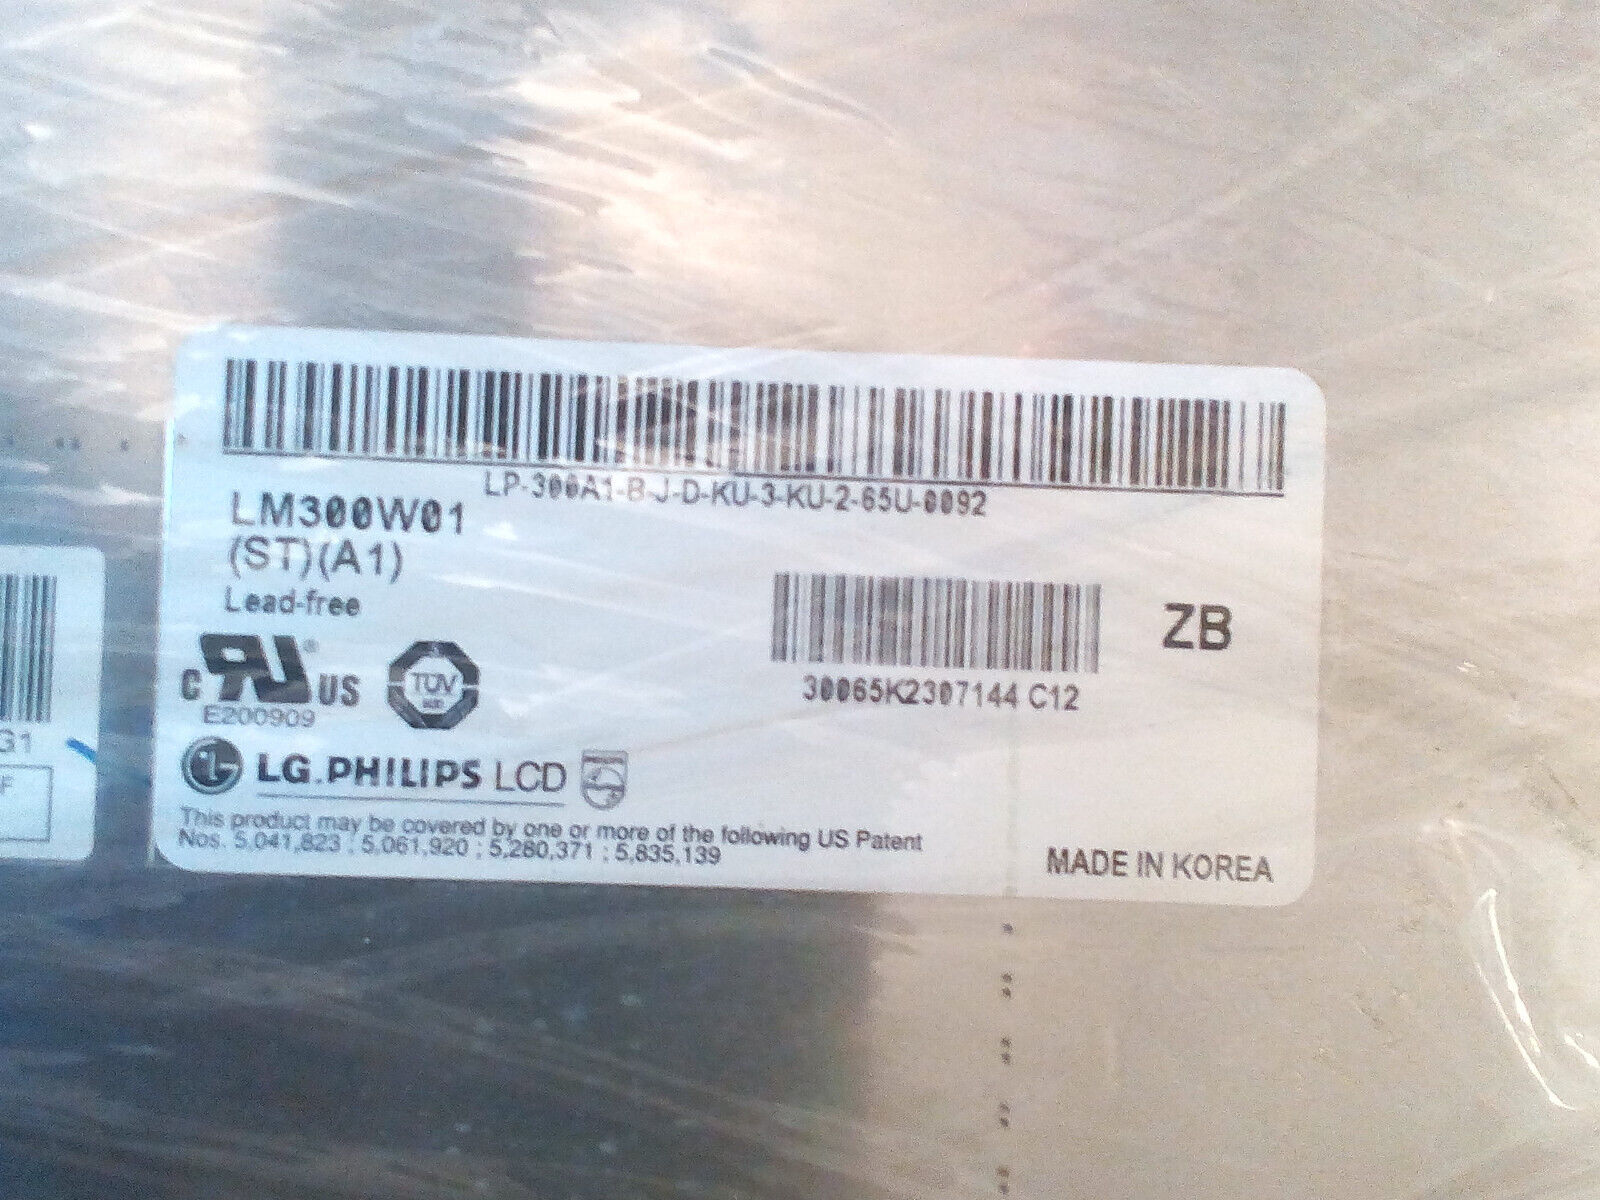 LP-300A1-B-J-D-KU-3-KU-2-65U-0092
LM300W01
(ST)(A1)
Lead-free
ZB
30065K2307144 C12
C US
E200909
TÜV
LG.PHILIPS LCD
This product may be covered by one or more of the following US Patent
Nos. 5,041,823 ; 5,061,920 ; 5,280,371 ; 5,835,139
MADE IN KOREA
G1
F